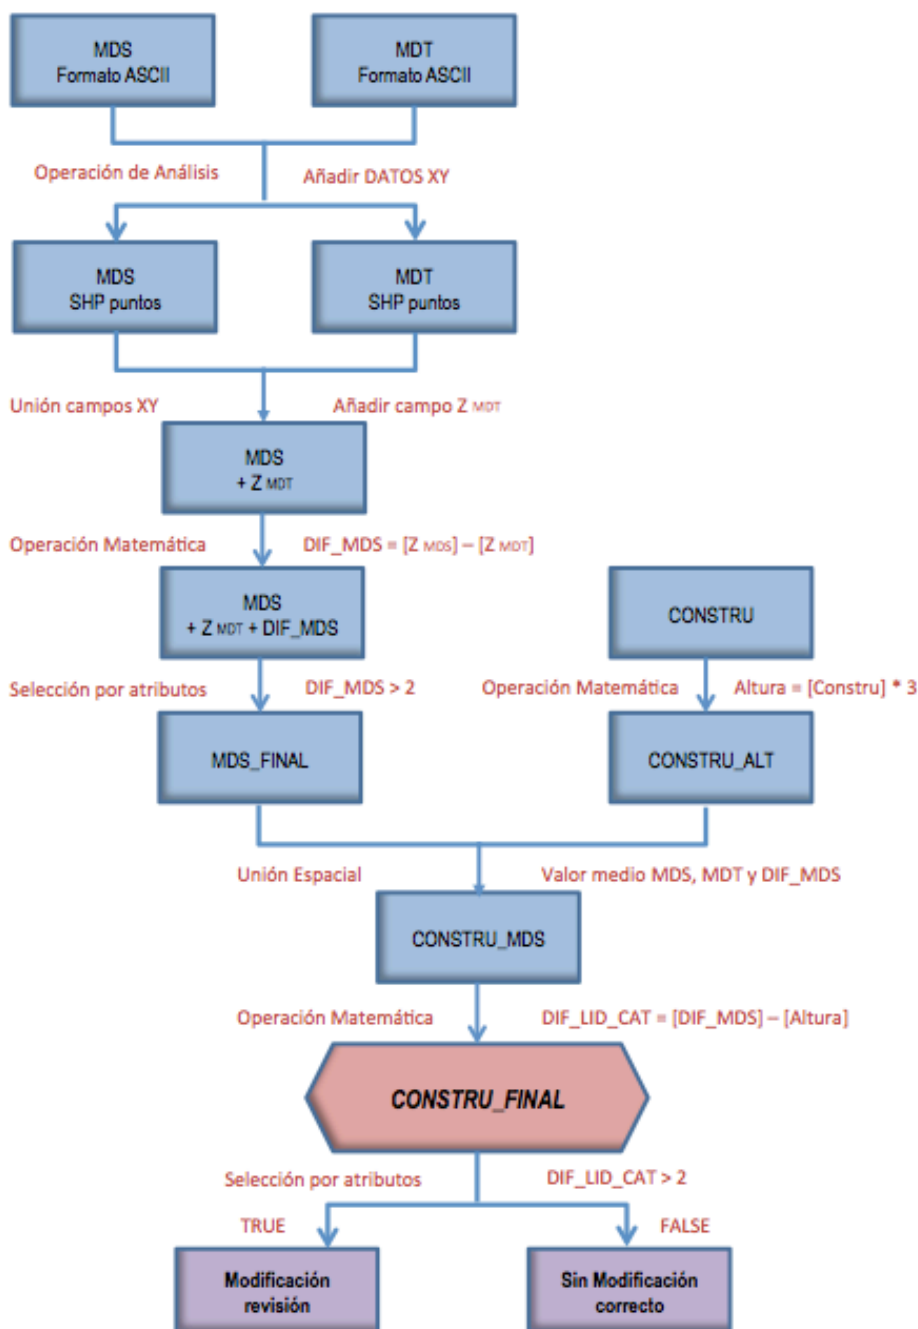 MDS
Formato ASCII
MDT
Formato ASCII
Operación de Análisis
Añadir DATOS XY
MDS
SHP puntos
MDT
SHP puntos
Unión campos XY
Añadir campo Z MDT
MDS
+ Z MDT
Operación Matemática
DIF_MDS = [Z MDS] – [Z MDT]
MDS
+ Z MDT + DIF_MDS
CONSTRU
Selección por atributos
DIF_MDS > 2
Operación Matemática
Altura = [Constru] * 3
MDS_FINAL
CONSTRU_ALT
Unión Espacial
Valor medio MDS, MDT y DIF_MDS
CONSTRU_MDS
Operación Matemática
DIF_LID_CAT = [DIF_MDS] – [Altura]
CONSTRU_FINAL
Selección por atributos
DIF_LID_CAT > 2
TRUE
FALSE
Modificación
revisión
Sin Modificación
correcto